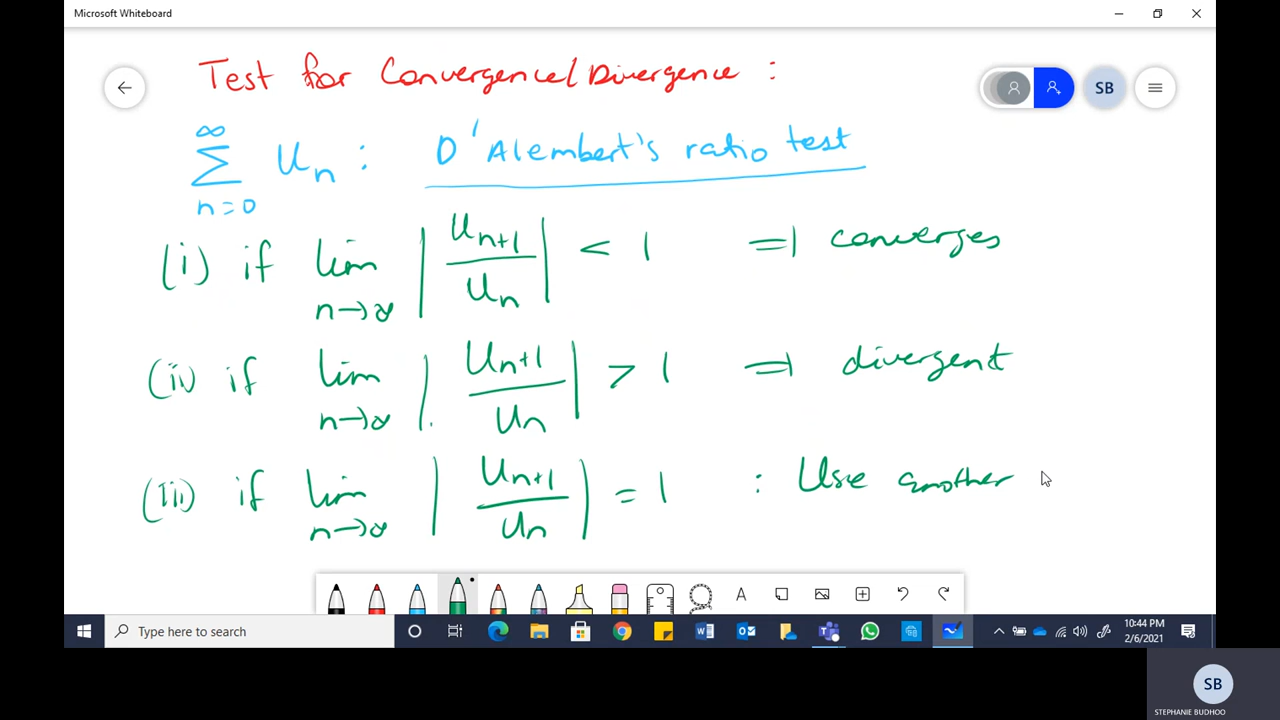 Microsoft Whiteboard
Test for Convergence/Divergence :
SB
∞
∑ Un : D'Alembert's ratio test
n=0
(i) if lim | Un+1 / Un | < 1 ⇒ converges
n→∞
(ii) if lim | Un+1 / Un | > 1 ⇒ divergent
n→∞
(iii) if lim | Un+1 / Un | = 1 : Use another
n→∞
A
Type here to search
10:44 PM
2/6/2021
SB
STEPHANIE BUDHOO